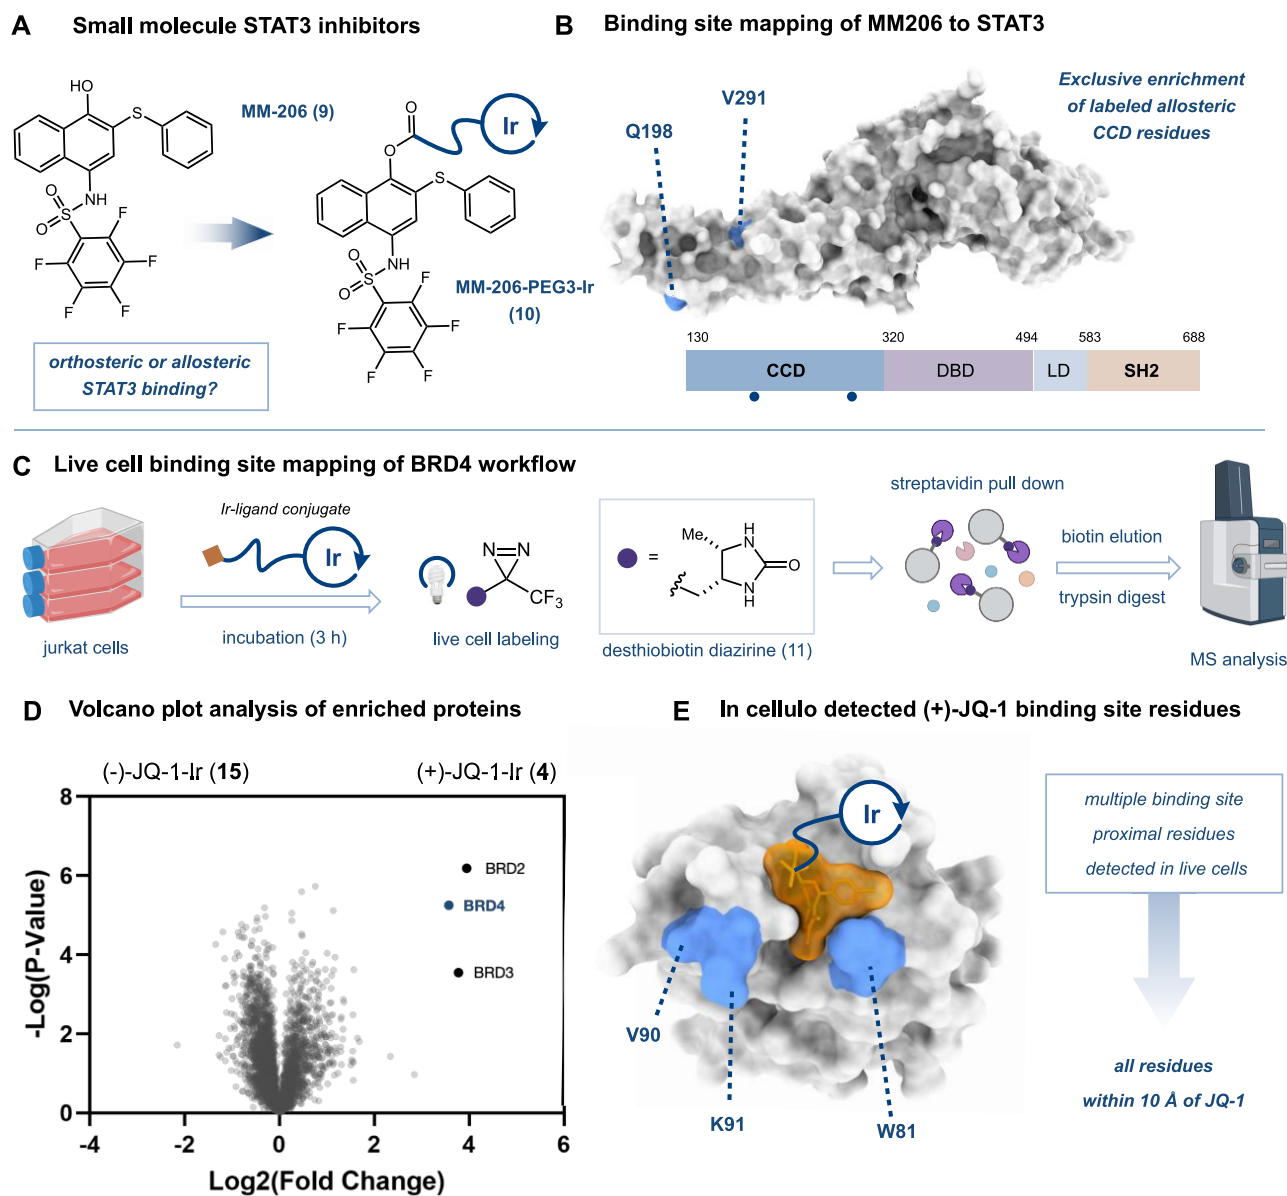 A Small molecule STAT3 inhibitors
HO
S
MM-206 (9)
NH
O
S
O
F
F
F
F
F
orthosteric or allosteric
STAT3 binding?
O
Ir
O
S
NH
O
S
O
F
F
F
F
F
MM-206-PEG3-Ir
(10)
B Binding site mapping of MM206 to STAT3
Exclusive enrichment
of labeled allosteric
CCD residues
V291
Q198
130 320 494 583 688
CCD DBD LD SH2
C Live cell binding site mapping of BRD4 workflow
jurkat cells
Ir-ligand conjugate
Ir
incubation (3 h)
N N
CF3
live cell labeling
=
Me
H
N
O
N
H
desthiobiotin diazirine (11)
streptavidin pull down
biotin elution
trypsin digest
MS analysis
D Volcano plot analysis of enriched proteins
(-)-JQ-1-Ir (15) (+)-JQ-1-Ir (4)
8
6
4
2
0
-Log(P-Value)
BRD2
BRD4
BRD3
-4 -2 0 2 4 6
Log2(Fold Change)
E In cellulo detected (+)-JQ-1 binding site residues
Ir
V90
K91
W81
multiple binding site
proximal residues
detected in live cells
all residues
within 10 Å of JQ-1